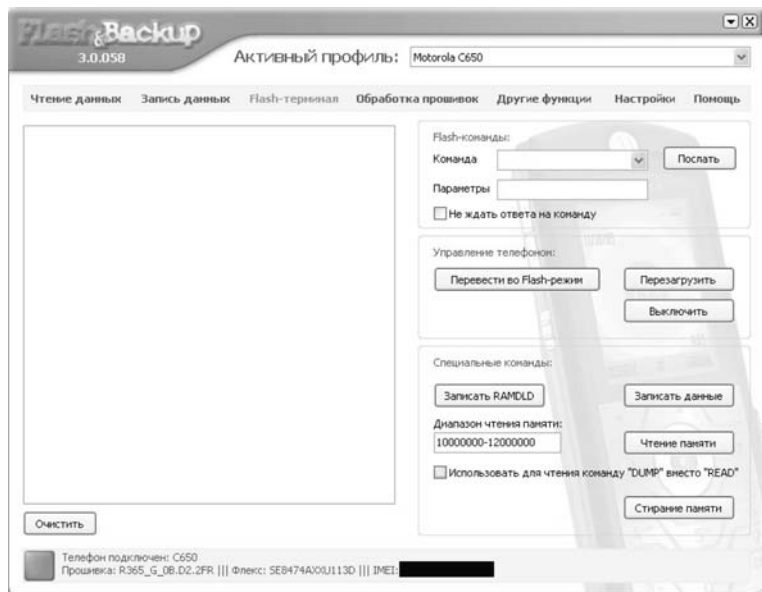 Flash&Backup
3.0.058
Активный профиль: Motorola C650
Чтение данных Запись данных Flash-терминал Обработка прошивок Другие функции Настройки Помощь
Flash-команды:
Команда Послать
Параметры
Не ждать ответа на команду
Управление телефоном:
Перевести во Flash-режим Перезагрузить
Выключить
Специальные команды:
Записать RAMDLD Записать данные
Диапазон чтения памяти:
10000000-12000000 Чтение памяти
Использовать для чтения команду "DUMP" вместо "READ"
Стирание памяти
Очистить
Телефон подключен: C650
Прошивка: R365_G_0B.D2.2FR ||| Флекс: SE8474AXXU113D ||| IMEI: